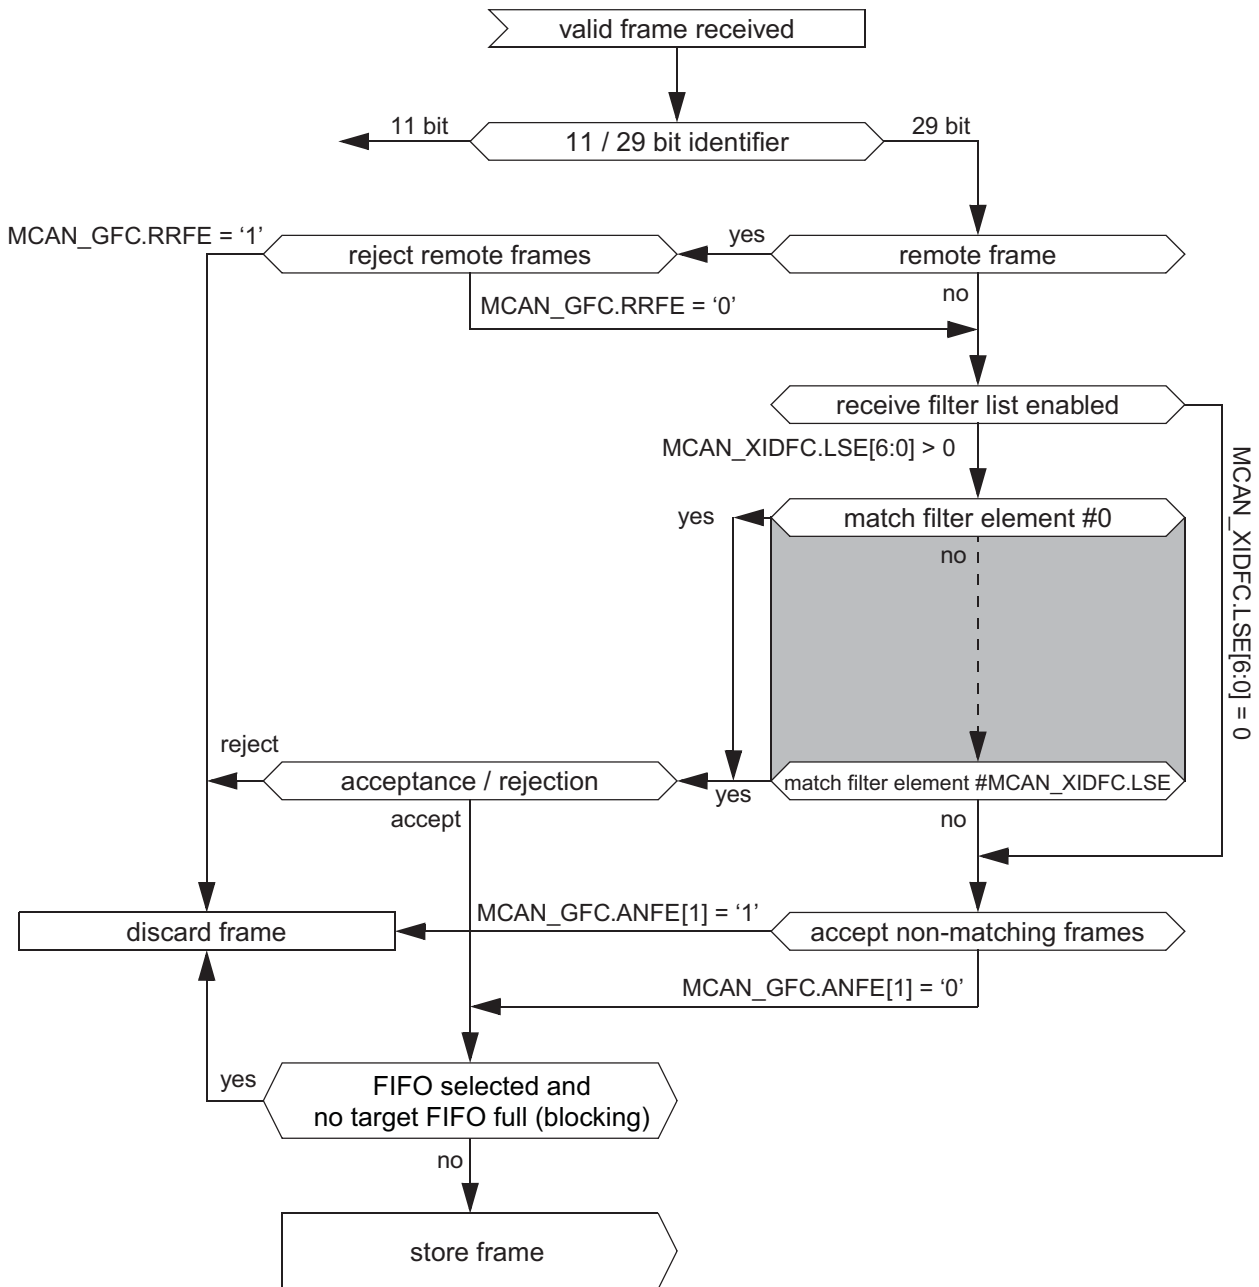 valid frame received
11 bit
11 / 29 bit identifier
29 bit
MCAN_GFC.RRFE = ‘1’
reject remote frames
yes
remote frame
no
MCAN_GFC.RRFE = ‘0’
receive filter list enabled
MCAN_XIDFC.LSE[6:0] > 0
MCAN_XIDFC.LSE[6:0] = 0
yes
match filter element #0
no
reject
acceptance / rejection
yes
match filter element #MCAN_XIDFC.LSE
accept
no
discard frame
MCAN_GFC.ANFE[1] = ‘1’
accept non-matching frames
MCAN_GFC.ANFE[1] = ‘0’
yes
FIFO selected and
no target FIFO full (blocking)
no
store frame